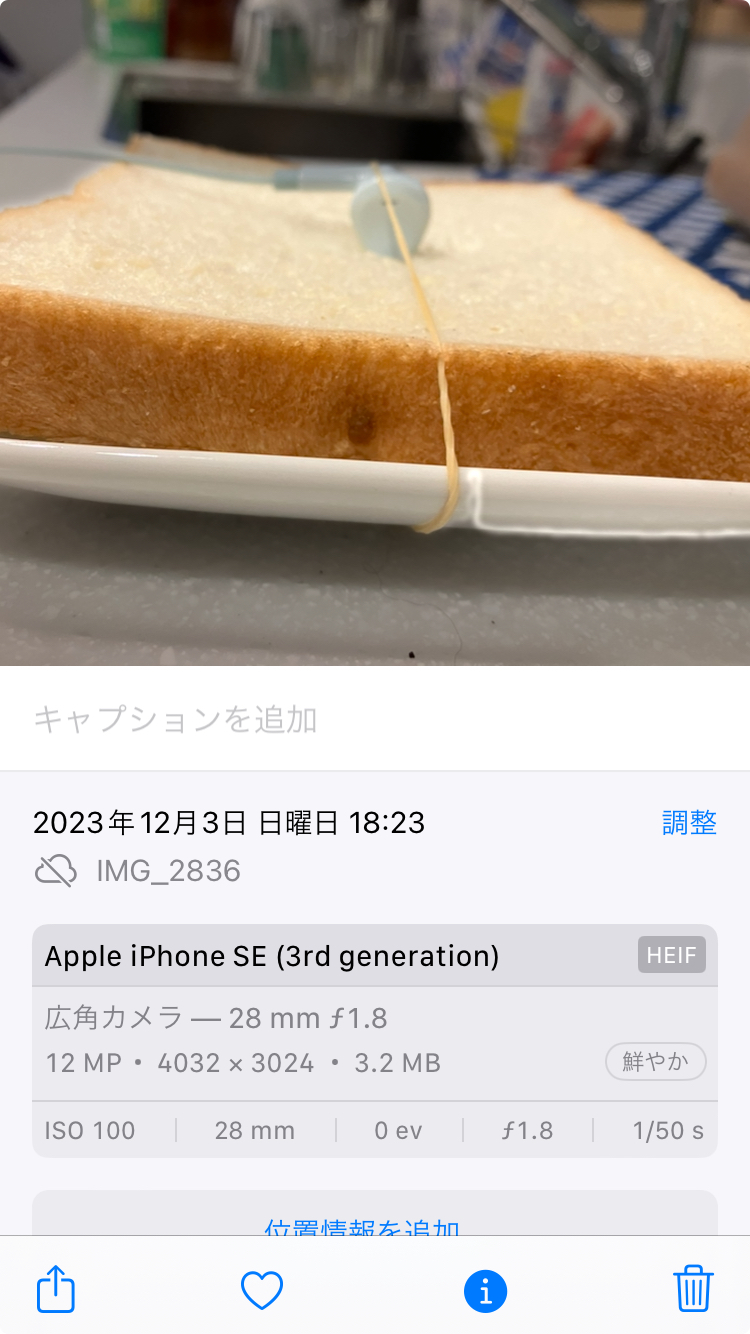 キャプションを追加
2023年12月3日 日曜日 18:23
調整
IMG_2836
Apple iPhone SE (3rd generation)
HEIF
広角カメラ — 28 mm ƒ1.8
12 MP • 4032 × 3024 • 3.2 MB
鮮やか
ISO 100
28 mm
0 ev
ƒ1.8
1/50 s
位置情報を追加